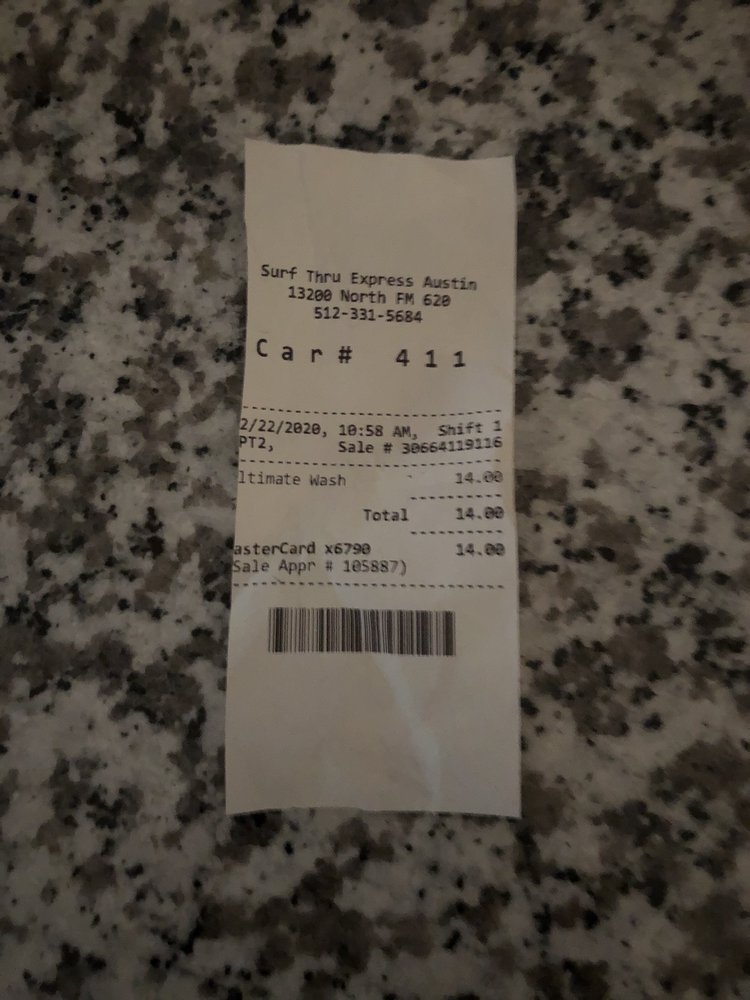 Surf Thru Express Austin
13200 North FM 620
512-331-5684
Car# 411
2/22/2020, 10:58 AM, Shift 1
PT2, Sale # 30664119116
ltimate Wash 14.00
Total 14.00
asterCard x6790 14.00
Sale Appr # 105887)